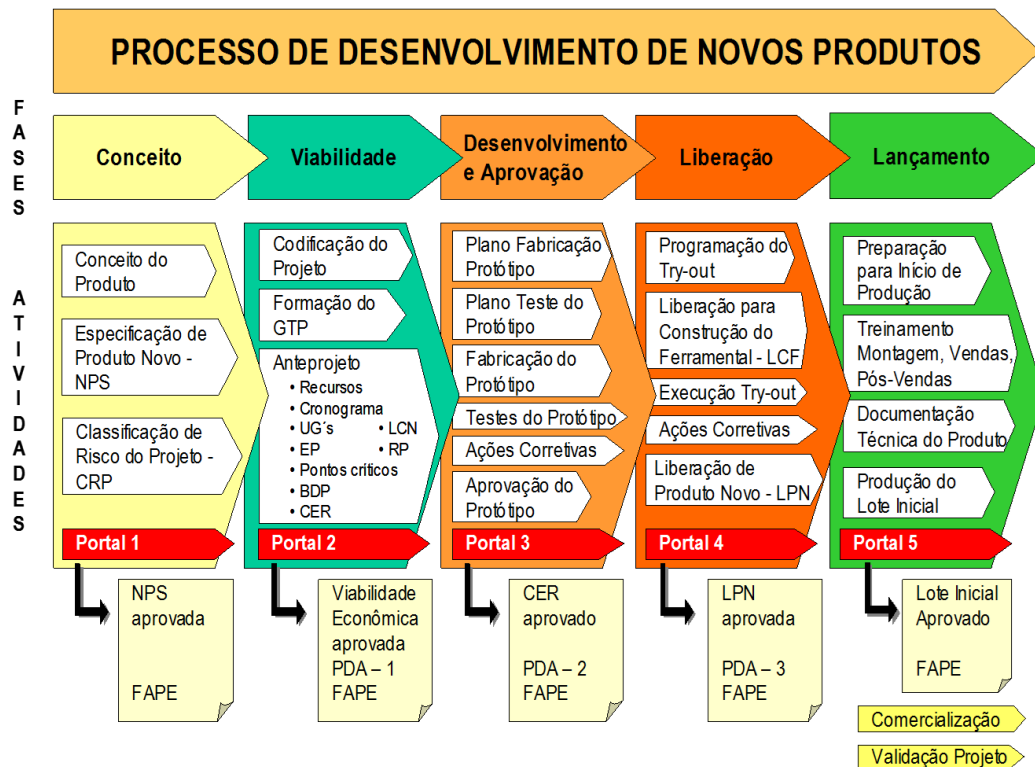 PROCESSO DE DESENVOLVIMENTO DE NOVOS PRODUTOS
FASES
Conceito
Viabilidade
Desenvolvimento
e Aprovação
Liberação
Lançamento
ATIVIDADES
Conceito do
Produto
Especificação de
Produto Novo -
NPS
Classificação de
Risco do Projeto -
CRP
Portal 1
Codificação do
Projeto
Formação do
GTP
Anteprojeto
• Recursos
• Cronograma
• UG´s • LCN
• EP • RP
• Pontos criticos
• BDP
• CER
Portal 2
Plano Fabricação
Protótipo
Plano Teste do
Protótipo
Fabricação do
Protótipo
Testes do Protótipo
Ações Corretivas
Aprovação do
Protótipo
Portal 3
Programação do
Try-out
Liberação para
Construção do
Ferramental - LCF
Execução Try-out
Ações Corretivas
Liberação de
Produto Novo - LPN
Portal 4
Preparação
para Início de
Produção
Treinamento
Montagem, Vendas,
Pós-Vendas
Documentação
Técnica do Produto
Produção do
Lote Inicial
Portal 5
NPS
aprovada
FAPE
Viabilidade
Econômica
aprovada
PDA – 1
FAPE
CER
aprovado
PDA – 2
FAPE
LPN
aprovada
PDA – 3
FAPE
Lote Inicial
Aprovado
FAPE
Comercialização
Validação Projeto